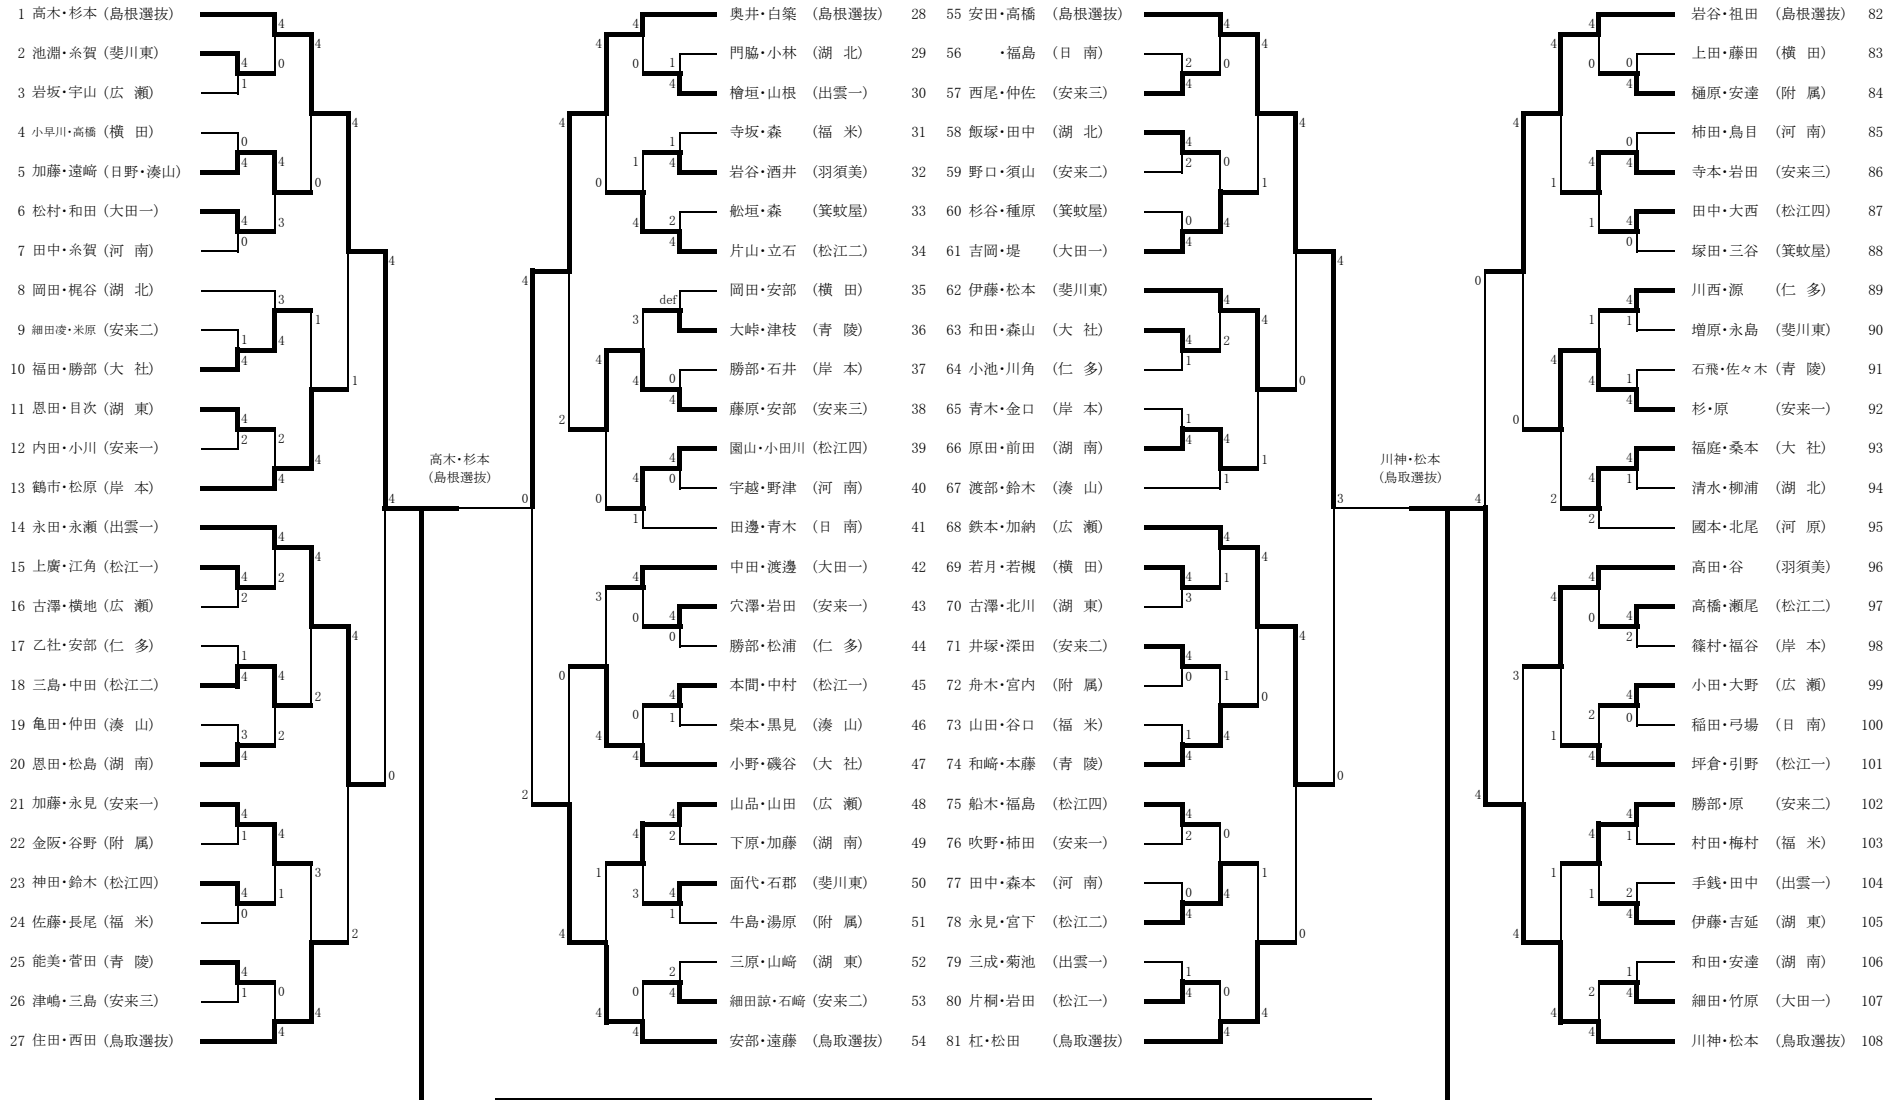 1 高木・杉本 (島根選抜)
2 池淵・糸賀 (斐川東)
3 岩坂・宇山 (広 瀬)
4 小早川・高橋 (横 田)
5 加藤・遠﨑 (日野・湊山)
6 松村・和田 (大田一)
7 田中・糸賀 (河 南)
8 岡田・梶谷 (湖 北)
9 細田凌・米原 (安来二)
10 福田・勝部 (大 社)
11 恩田・目次 (湖 東)
12 内田・小川 (安来一)
13 鶴市・松原 (岸 本)
14 永田・永瀬 (出雲一)
15 上廣・江角 (松江一)
16 古澤・横地 (広 瀬)
17 乙社・安部 (仁 多)
18 三島・中田 (松江二)
19 亀田・仲田 (湊 山)
20 恩田・松島 (湖 南)
21 加藤・永見 (安来一)
22 金阪・谷野 (附 属)
23 神田・鈴木 (松江四)
24 佐藤・長尾 (福 米)
25 能美・菅田 (青 陵)
26 津嶋・三島 (安来三)
27 住田・西田 (鳥取選抜)
高木・杉本
(島根選抜)
奥井・白築 (島根選抜) 28
門脇・小林 (湖 北) 29
檜垣・山根 (出雲一) 30
寺坂・森 (福 米) 31
岩谷・酒井 (羽須美) 32
舩垣・森 (箕蚊屋) 33
片山・立石 (松江二) 34
def
岡田・安部 (横 田) 35
大峠・津枝 (青 陵) 36
勝部・石井 (岸 本) 37
藤原・安部 (安来三) 38
園山・小田川 (松江四) 39
宇越・野津 (河 南) 40
田邊・青木 (日 南) 41
中田・渡邊 (大田一) 42
穴澤・岩田 (安来一) 43
勝部・松浦 (仁 多) 44
本間・中村 (松江一) 45
柴本・黒見 (湊 山) 46
小野・磯谷 (大 社) 47
山品・山田 (広 瀬) 48
下原・加藤 (湖 南) 49
面代・石郡 (斐川東) 50
牛島・湯原 (附 属) 51
三原・山﨑 (湖 東) 52
細田諒・石﨑 (安来二) 53
安部・遠藤 (鳥取選抜) 54
55 安田・高橋 (島根選抜)
56 ・福島 (日 南)
57 西尾・仲佐 (安来三)
58 飯塚・田中 (湖 北)
59 野口・須山 (安来二)
60 杉谷・種原 (箕蚊屋)
61 吉岡・堤 (大田一)
62 伊藤・松本 (斐川東)
63 和田・森山 (大 社)
64 小池・川角 (仁 多)
65 青木・金口 (岸 本)
66 原田・前田 (湖 南)
67 渡部・鈴木 (湊 山)
68 鉄本・加納 (広 瀬)
69 若月・若槻 (横 田)
70 古澤・北川 (湖 東)
71 井塚・深田 (安来二)
72 舟木・宮内 (附 属)
73 山田・谷口 (福 米)
74 和﨑・本藤 (青 陵)
75 船木・福島 (松江四)
76 吹野・柿田 (安来一)
77 田中・森本 (河 南)
78 永見・宮下 (松江二)
79 三成・菊池 (出雲一)
80 片桐・岩田 (松江一)
81 杠・松田 (鳥取選抜)
川神・松本
(鳥取選抜)
岩谷・祖田 (島根選抜) 82
上田・藤田 (横 田) 83
樋原・安達 (附 属) 84
柿田・鳥目 (河 南) 85
寺本・岩田 (安来三) 86
田中・大西 (松江四) 87
塚田・三谷 (箕蚊屋) 88
川西・源 (仁 多) 89
増原・永島 (斐川東) 90
石飛・佐々木 (青 陵) 91
杉・原 (安来一) 92
福庭・桑本 (大 社) 93
清水・柳浦 (湖 北) 94
國本・北尾 (河 原) 95
高田・谷 (羽須美) 96
高橋・瀬尾 (松江二) 97
篠村・福谷 (岸 本) 98
小田・大野 (広 瀬) 99
稲田・弓場 (日 南) 100
坪倉・引野 (松江一) 101
勝部・原 (安来二) 102
村田・梅村 (福 米) 103
手銭・田中 (出雲一) 104
伊藤・吉延 (湖 東) 105
和田・安達 (湖 南) 106
細田・竹原 (大田一) 107
川神・松本 (鳥取選抜) 108